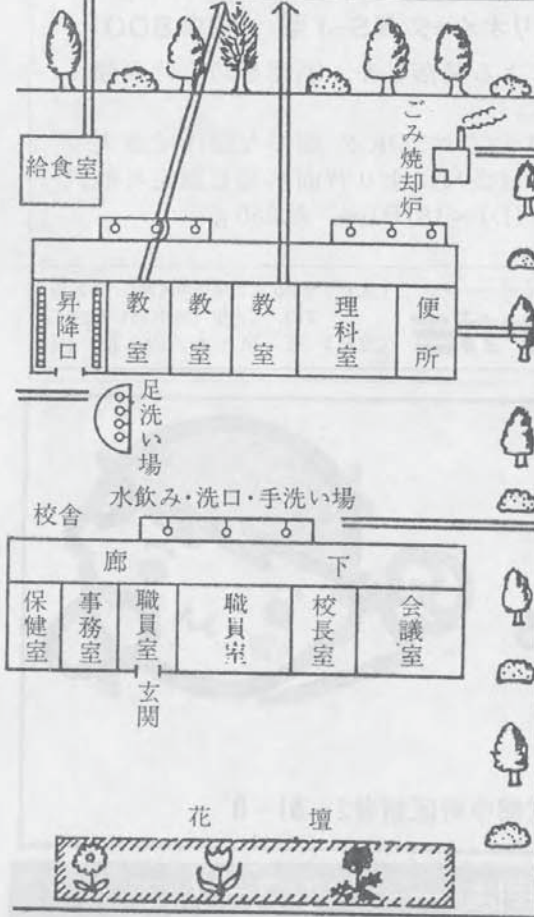 ごみ焼却炉
給食室
昇降口
教室
教室
教室
理科室
便所
足洗い場
水飲み・洗口・手洗い場
校舎
廊下
保健室
事務室
職員室
職員室
校長室
会議室
玄関
花壇